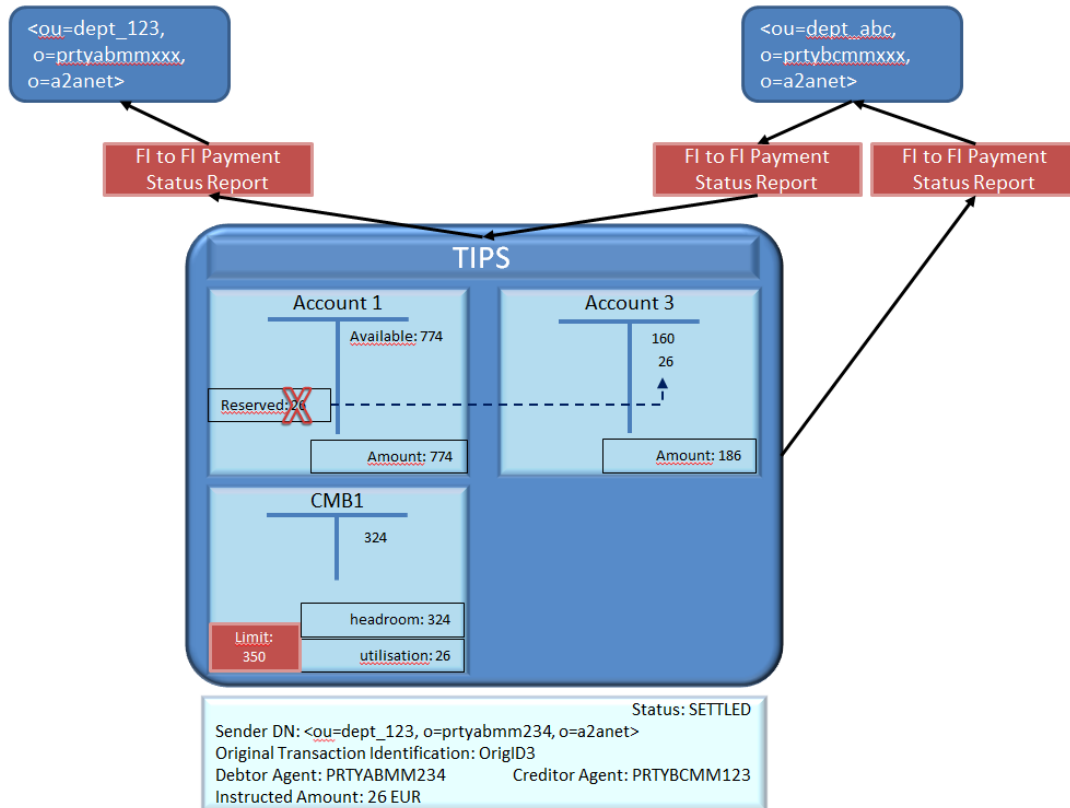 <ou=dept_123,
o=prtyabmmxxx,
o=a2anet>
<ou=dept_abc,
o=prtybcmmxxx,
o=a2anet>
FI to FI Payment
Status Report
FI to FI Payment
Status Report
FI to FI Payment
Status Report
TIPS
Account 1
Available: 774
Reserved: 26
Amount: 774
Account 3
160
26
Amount: 186
CMB1
324
headroom: 324
Limit:
350
utilisation: 26
Status: SETTLED
Sender DN: <ou=dept_123, o=prtyabmm234, o=a2anet>
Original Transaction Identification: OrigID3
Debtor Agent: PRTYABMM234 Creditor Agent: PRTYBCMM123
Instructed Amount: 26 EUR